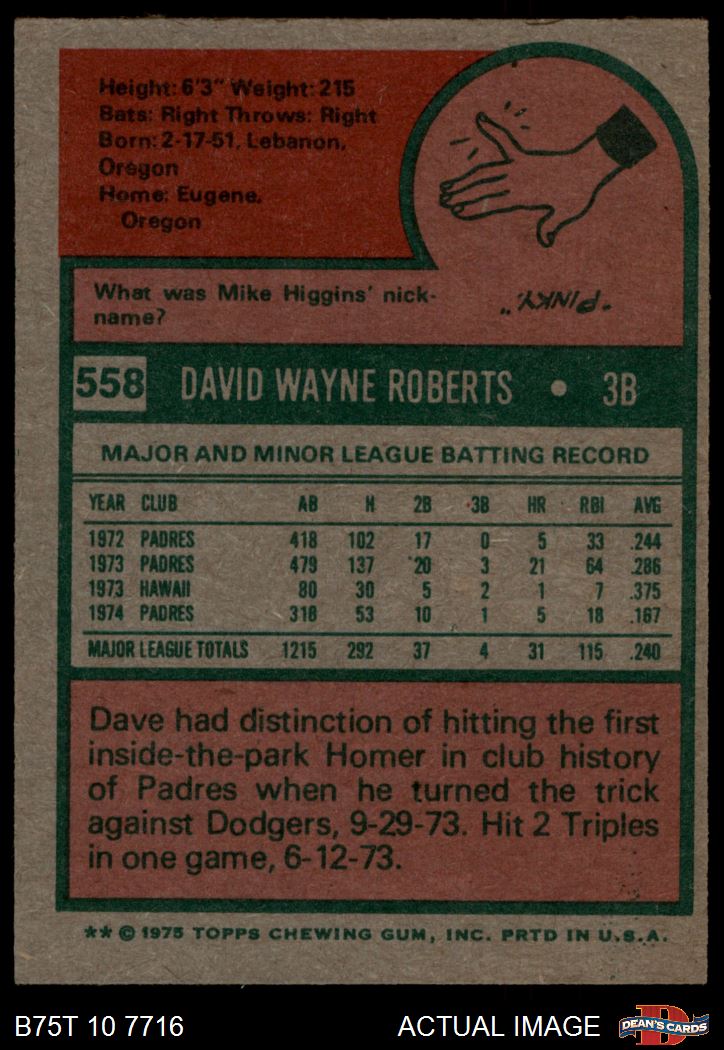 Height: 6'3" Weight: 215
Bats: Right Throws: Right
Born: 2-17-51, Lebanon,
Oregon
Home: Eugene,
Oregon
What was Mike Higgins' nick-
name?
"PINKY."
558 DAVID WAYNE ROBERTS • 3B
MAJOR AND MINOR LEAGUE BATTING RECORD
YEAR CLUB AB H 2B 3B HR RBI AVG
1972 PADRES 418 102 17 0 5 33 .244
1973 PADRES 479 137 20 3 21 64 .286
1973 HAWAII 80 30 5 2 1 7 .375
1974 PADRES 318 53 10 1 5 18 .167
MAJOR LEAGUE TOTALS 1215 292 37 4 31 115 .240
Dave had distinction of hitting the first
inside-the-park Homer in club history
of Padres when he turned the trick
against Dodgers, 9-29-73. Hit 2 Triples
in one game, 6-12-73.
** © 1975 TOPPS CHEWING GUM, INC. PRTD IN U.S.A.
B75T 10 7716 ACTUAL IMAGE D DEAN'S CARDS